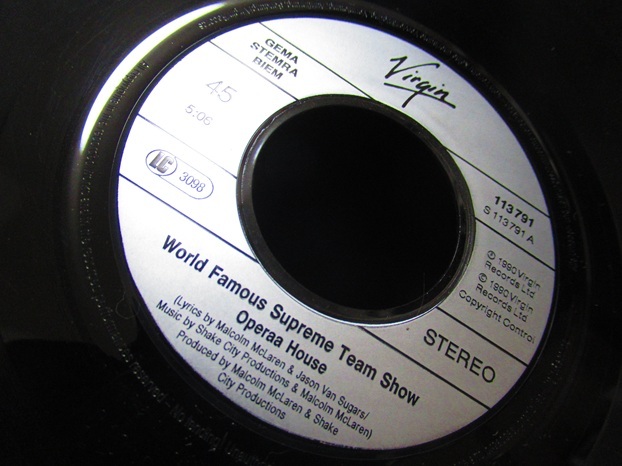 Virgin
GEMA
STEMRA
BIEM
45
5:06
LC 3098
113 791
S 113 791 A
℗ 1990 Virgin
Records Ltd.
© 1990 Virgin
Records Ltd.
Copyright Control
STEREO
World Famous Supreme Team Show
Operaa House
(Lyrics by Malcolm McLaren & Jason Van Sugars/
Music by Shake City Productions & Malcolm McLaren)
Produced by Malcolm McLaren & Shake
City Productions